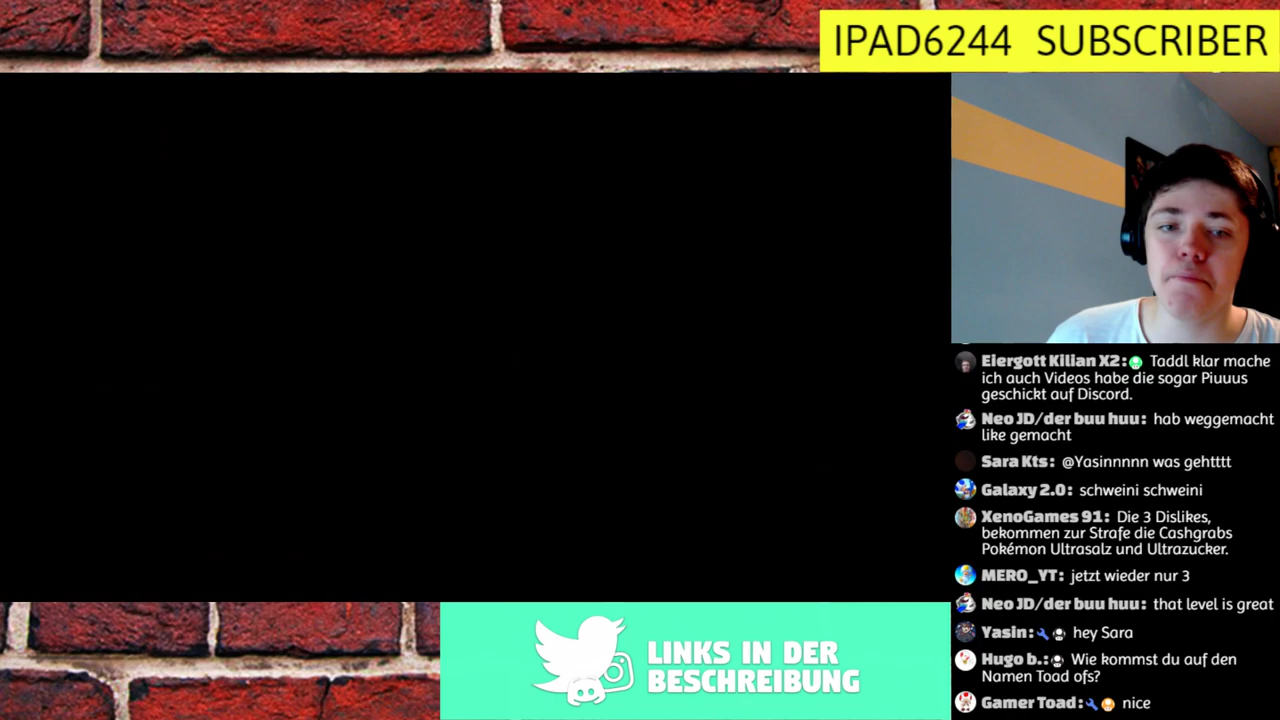 IPAD6244 SUBSCRIBER
Eiergott Kilian X2: Taddl klar mache
ich auch Videos habe die sogar Piuuus
geschickt auf Discord.
Neo JD/der buu huu: hab weggemacht
like gemacht
Sara Kts: @Yasinnnnn was gehtttt
Galaxy 2.0: schweini schweini
XenoGames 91: Die 3 Dislikes,
bekommen zur Strafe die Cashgrabs
Pokémon Ultrasalz und Ultrazucker.
MERO_YT: jetzt wieder nur 3
Neo JD/der buu huu: that level is great
Yasin: hey Sara
Hugo b.: Wie kommst du auf den
Namen Toad ofs?
Gamer Toad: nice
LINKS IN DER
BESCHREIBUNG